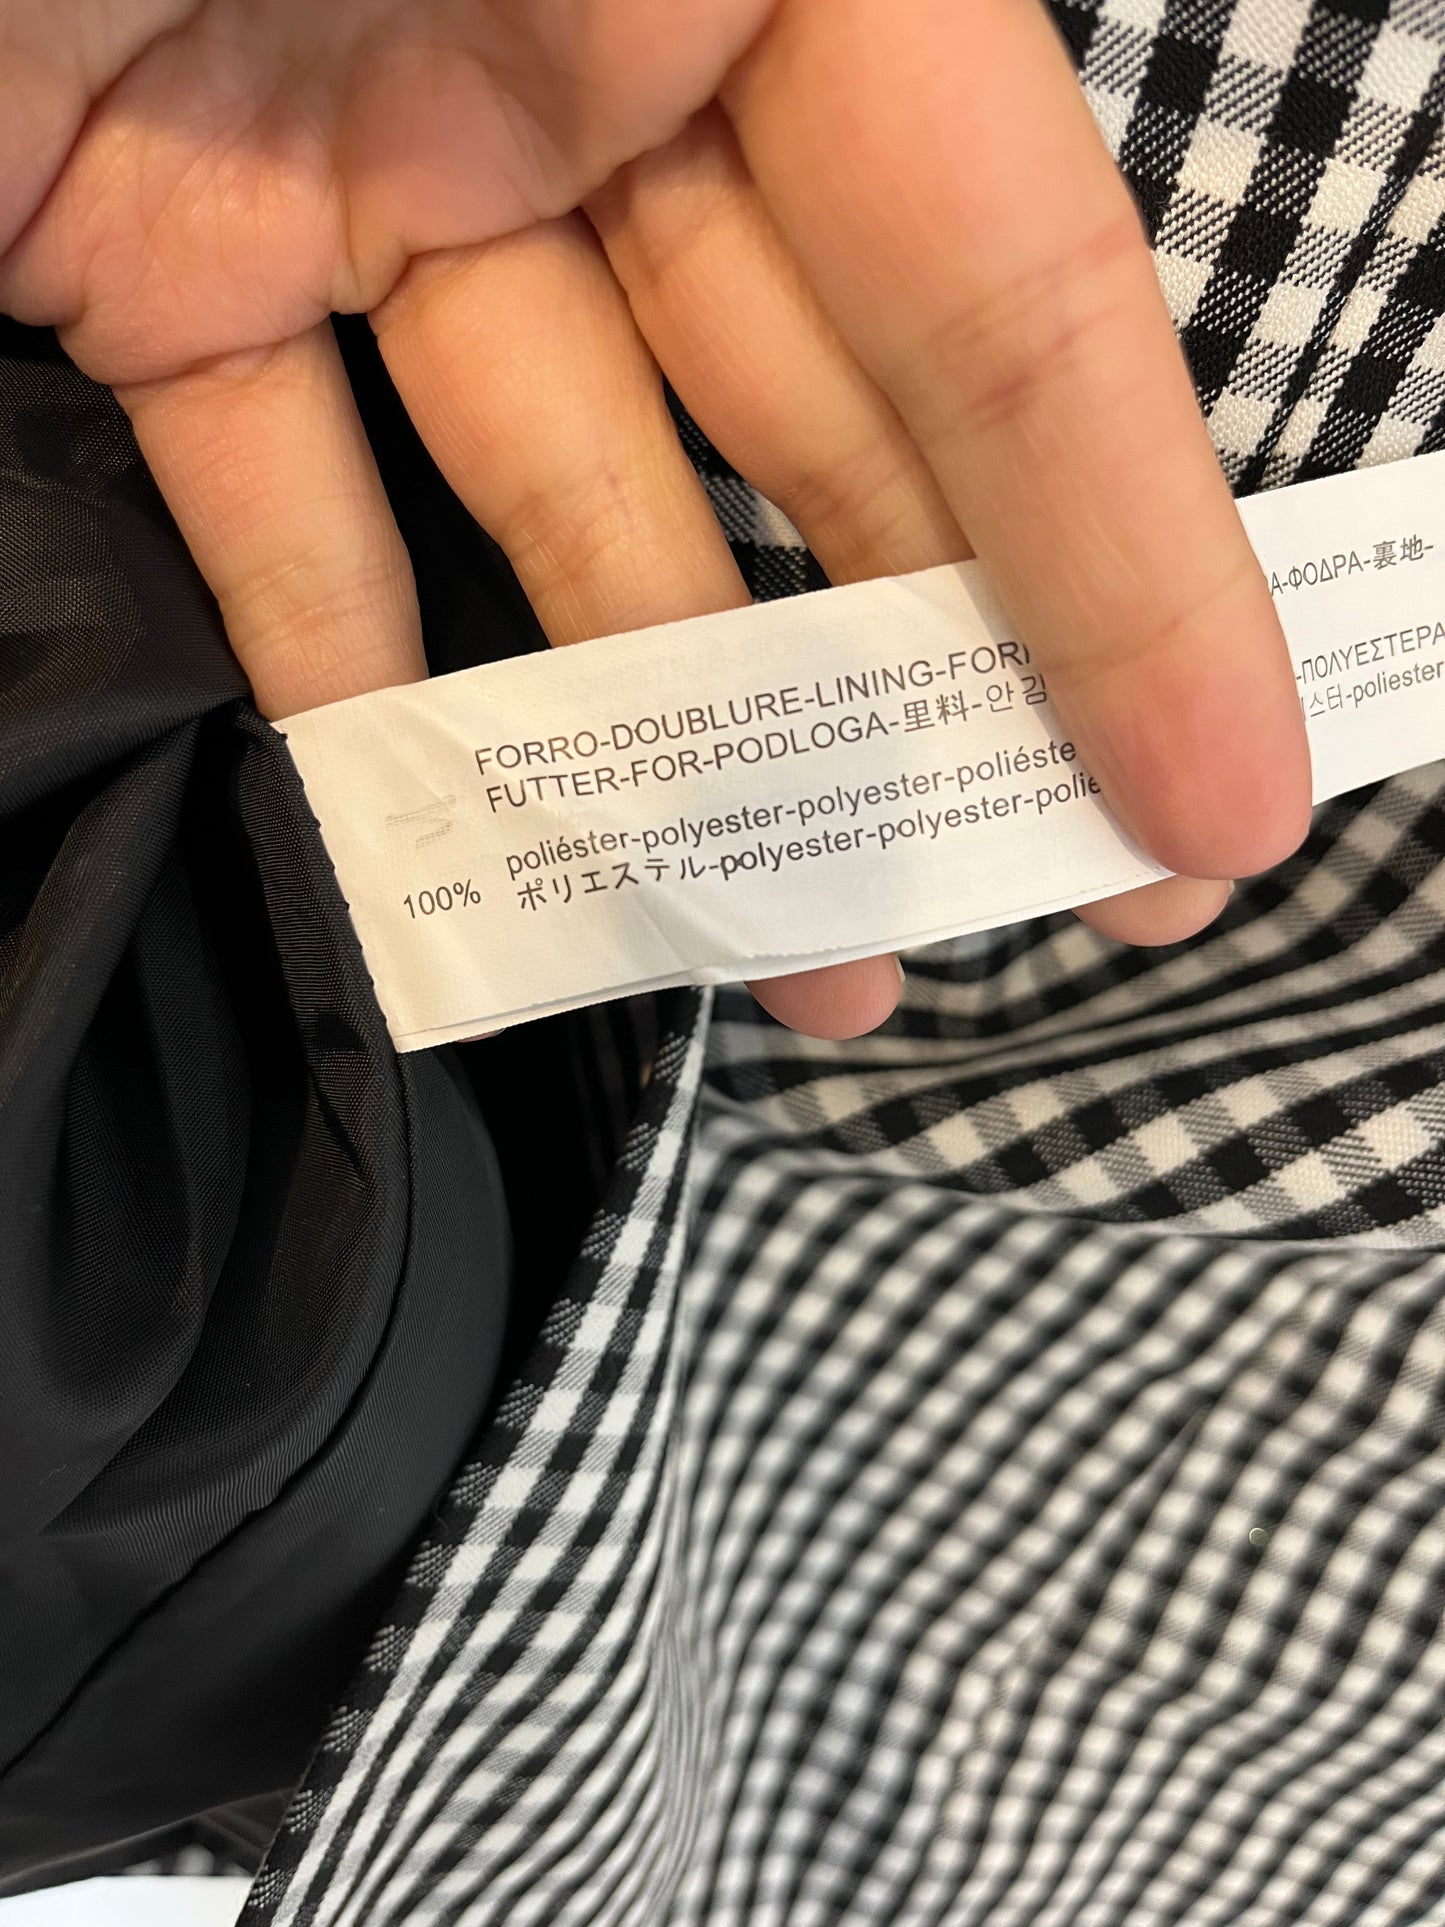 FORRO-DOUBLURE-LINING-FOR
FUTTER-FOR-PODLOGA-里料-안감
poliéster-polyester-polyester-poliéste
100% ポリエステル-polyester-polyester-polie
-ΦΟΔΡΑ-裏地-
-ΠΟΛΥΕΣΤΕΡΑ
스터-poliester